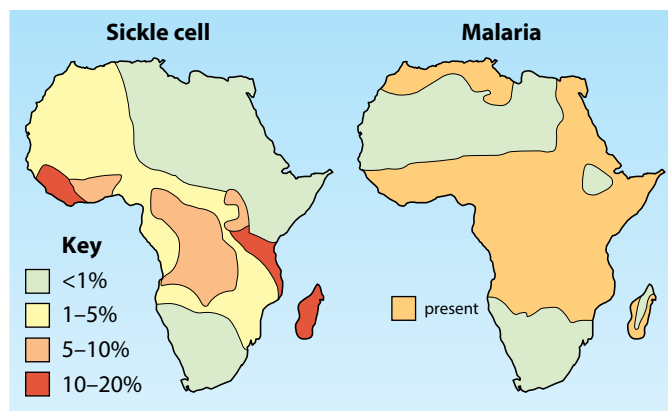 Sickle cell
Malaria
Key
<1%
1–5%
5–10%
10–20%
present